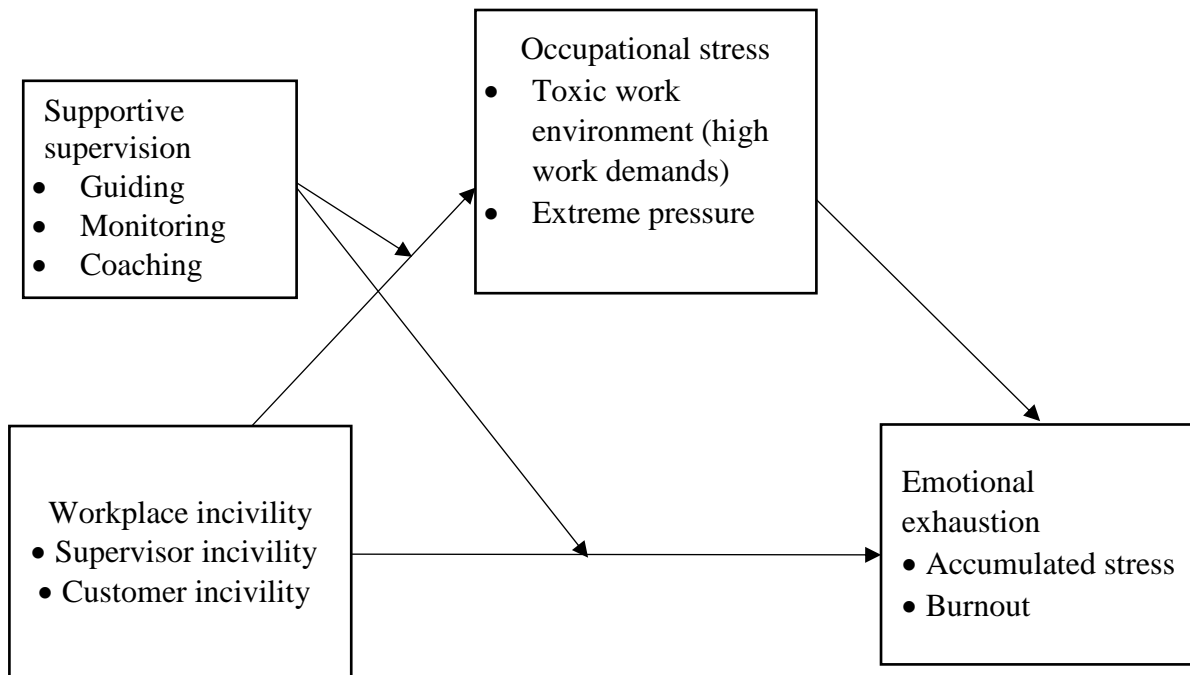 Supportive
supervision
• Guiding
• Monitoring
• Coaching
Occupational stress
• Toxic work
environment (high
work demands)
• Extreme pressure
Workplace incivility
• Supervisor incivility
• Customer incivility
Emotional
exhaustion
• Accumulated stress
• Burnout